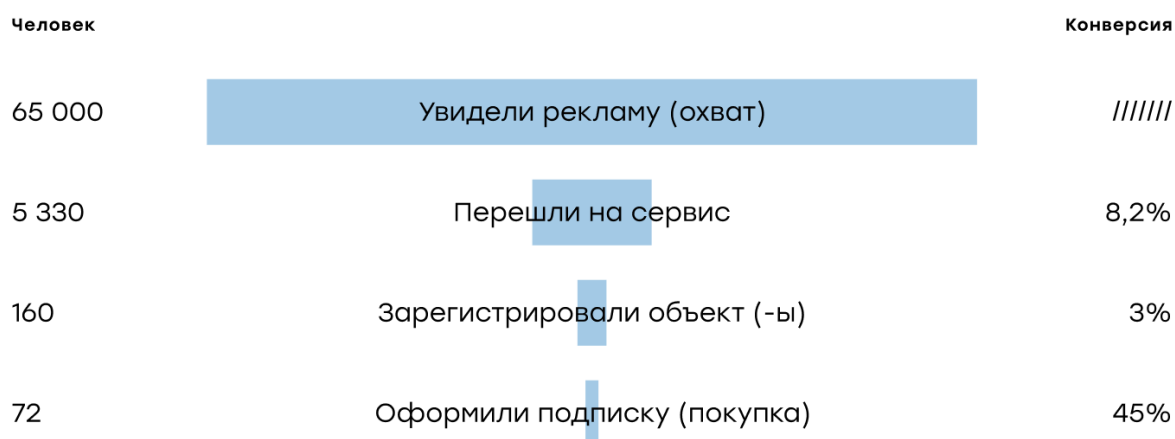 Человек Конверсия
65 000 Увидели рекламу (охват) ///////
5 330 Перешли на сервис 8,2%
160 Зарегистрировали объект (-ы) 3%
72 Оформили подписку (покупка) 45%